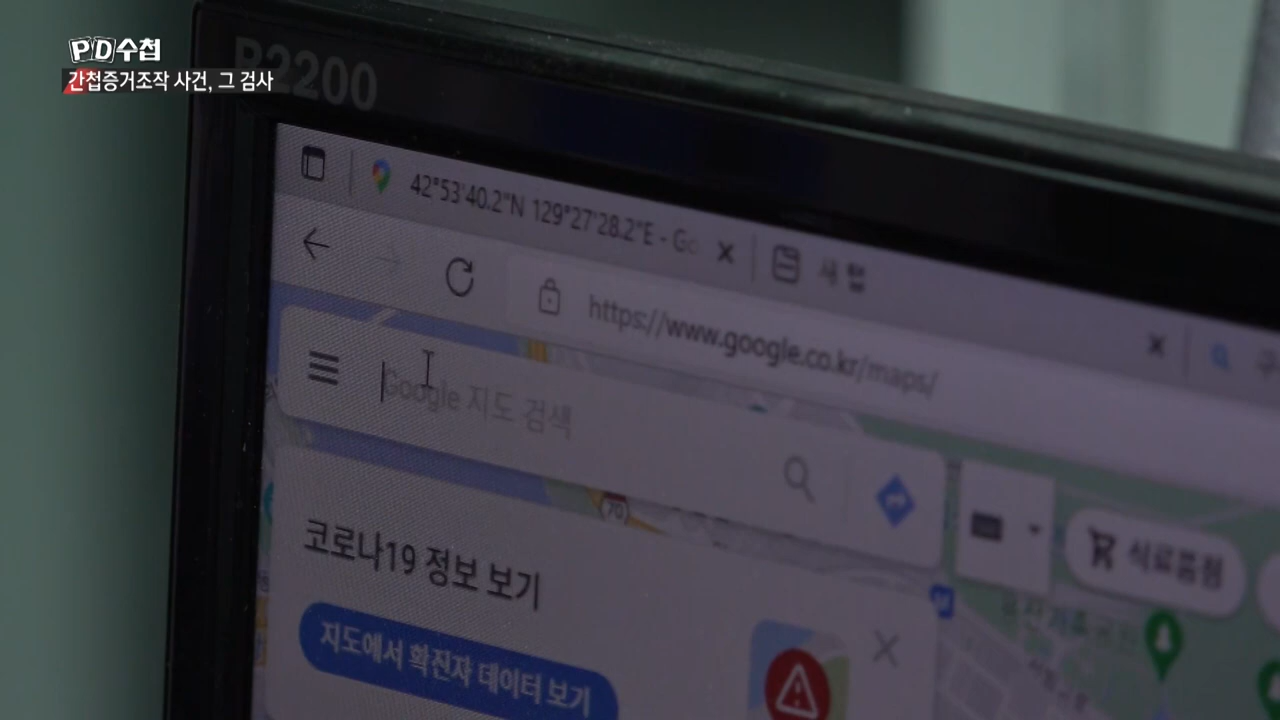 PD수첩
간첩증거조작 사건, 그 검사
B2200
42°53'40.2"N 129°27'28.2"E - Go
새 탭
https://www.google.co.kr/maps/
Google 지도 검색
70
식료품점
코로나19 정보 보기
지도에서 확진자 데이터 보기